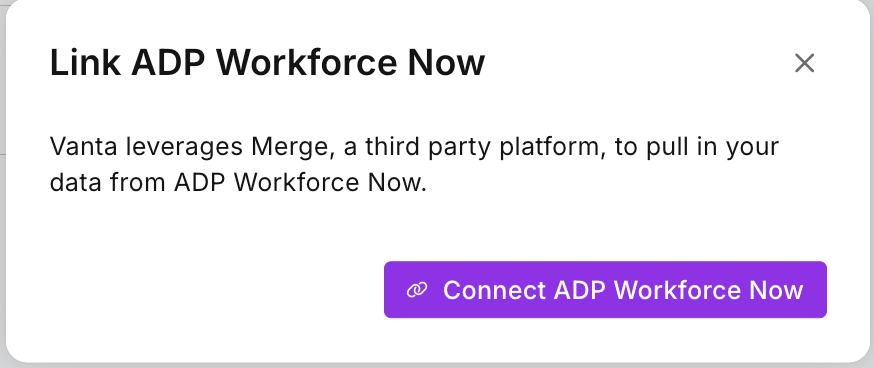 Link ADP Workforce Now
Vanta leverages Merge, a third party platform, to pull in your
data from ADP Workforce Now.
Connect ADP Workforce Now